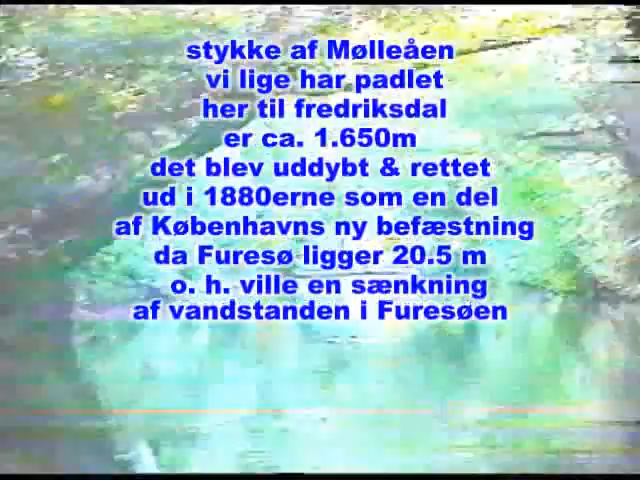 stykke af Mølleåen
vi lige har padlet
her til fredriksdal
er ca. 1.650m
det blev uddybt & rettet
ud i 1880erne som en del
af Københavns ny befæstning
da Furesø ligger 20.5 m
o. h. ville en sænkning
af vandstanden i Furesøen